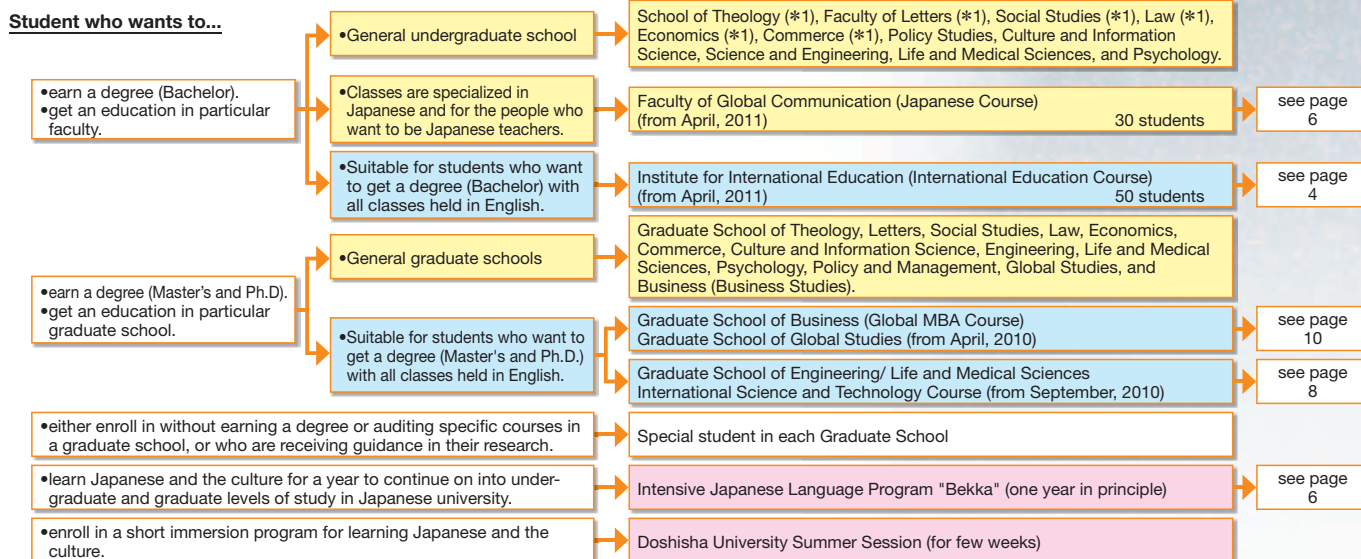 Student who wants to...
•earn a degree (Bachelor).
•get an education in particular
faculty.
•General undergraduate school
School of Theology (*1), Faculty of Letters (*1), Social Studies (*1), Law (*1),
Economics (*1), Commerce (*1), Policy Studies, Culture and Information
Science, Science and Engineering, Life and Medical Sciences, and Psychology.
•Classes are specialized in
Japanese and for the people who
want to be Japanese teachers.
Faculty of Global Communication (Japanese Course)
(from April, 2011) 30 students
see page
6
•Suitable for students who want
to get a degree (Bachelor) with
all classes held in English.
Institute for International Education (International Education Course)
(from April, 2011) 50 students
see page
4
•earn a degree (Master's and Ph.D).
•get an education in particular
graduate school.
•General graduate schools
Graduate School of Theology, Letters, Social Studies, Law, Economics,
Commerce, Culture and Information Science, Engineering, Life and Medical
Sciences, Psychology, Policy and Management, Global Studies, and
Business (Business Studies).
•Suitable for students who want to
get a degree (Master's and Ph.D.)
with all classes held in English.
Graduate School of Business (Global MBA Course)
Graduate School of Global Studies (from April, 2010)
see page
10
Graduate School of Engineering/ Life and Medical Sciences
International Science and Technology Course (from September, 2010)
see page
8
•either enroll in without earning a degree or auditing specific courses in
a graduate school, or who are receiving guidance in their research.
Special student in each Graduate School
•learn Japanese and the culture for a year to continue on into under-
graduate and graduate levels of study in Japanese university.
Intensive Japanese Language Program "Bekka" (one year in principle)
see page
6
•enroll in a short immersion program for learning Japanese and the
culture.
Doshisha University Summer Session (for few weeks)